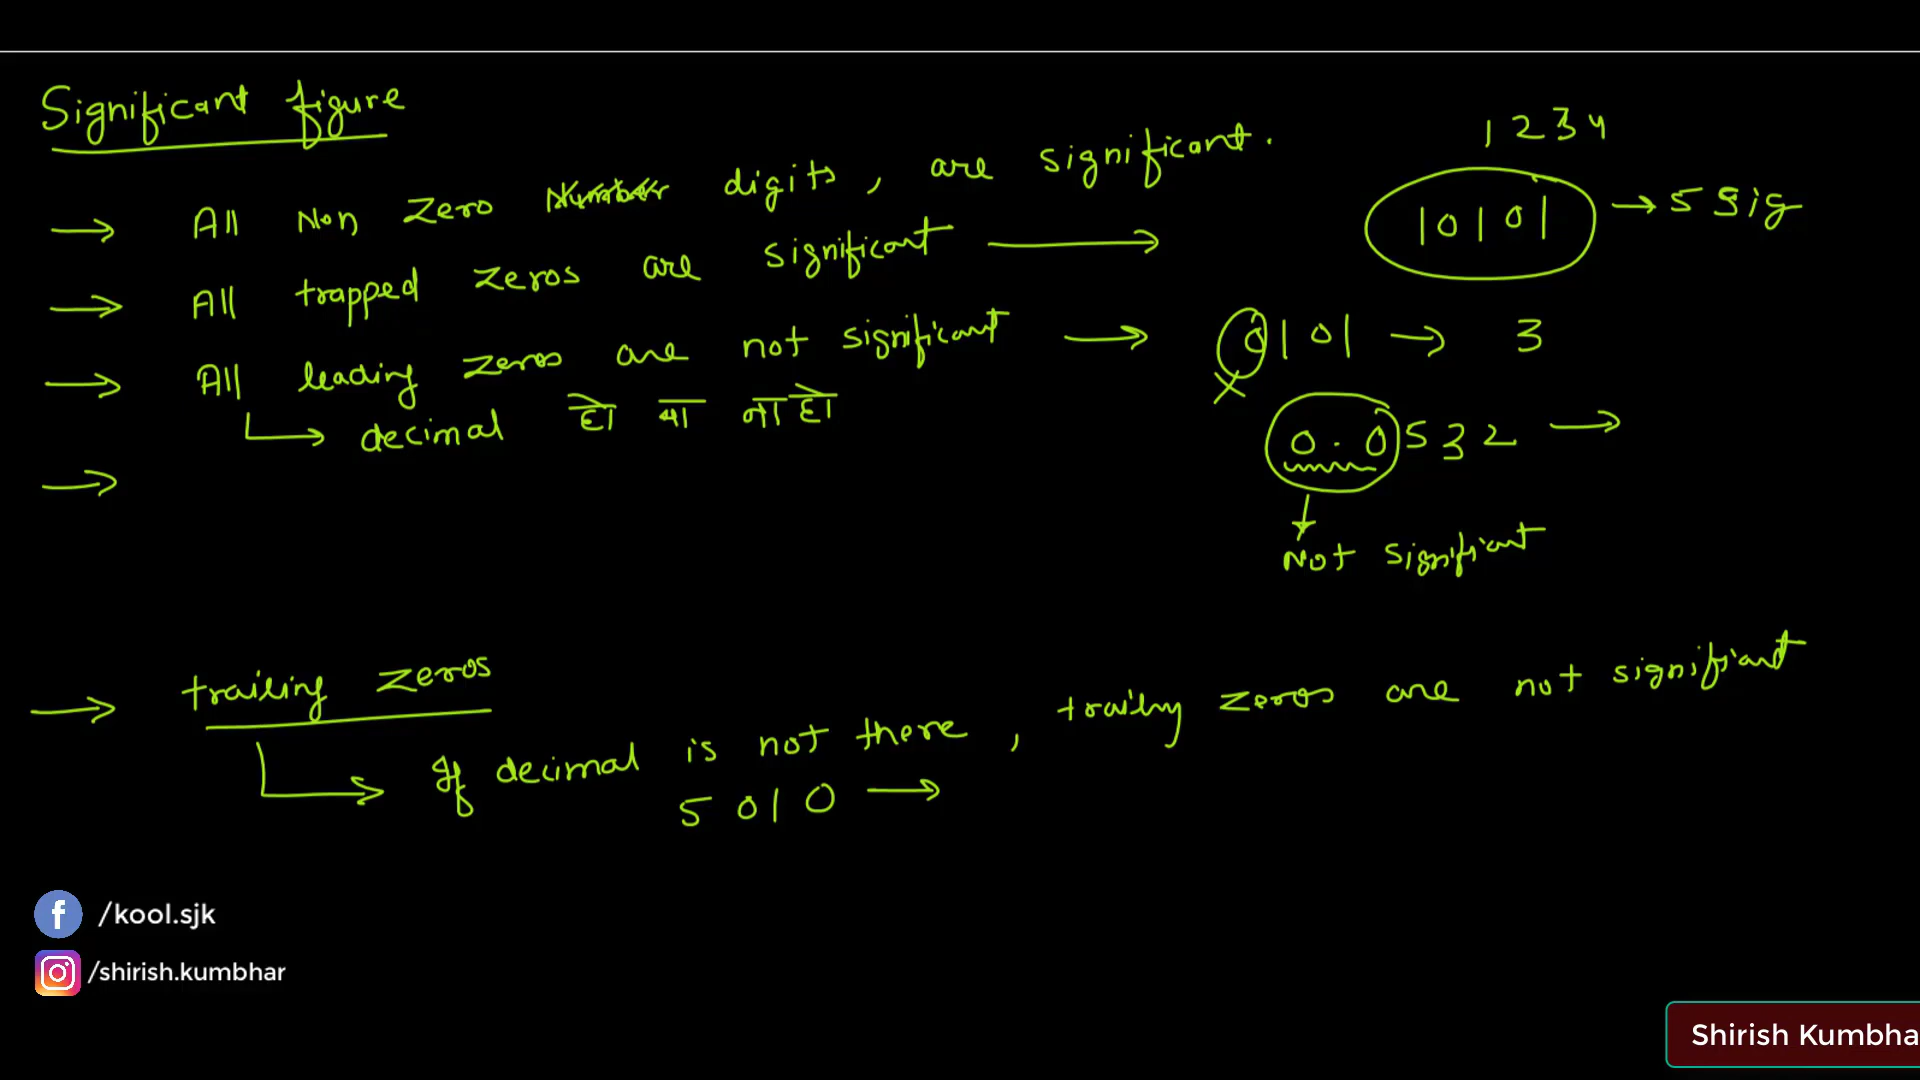 Significant figure
1234
→ All Non Zero digits, are significant.
10101 → 5 Sig
→ All trapped zeros are significant →
→ All leading zeros are not significant → 0101 → 3
X
decimal हो या ना हो
0.0532 →
→
Not significant
→ trailing zeros
If decimal is not there, trailing zeros are not significant
5010 →
/kool.sjk
/shirish.kumbhar
Shirish Kumbha